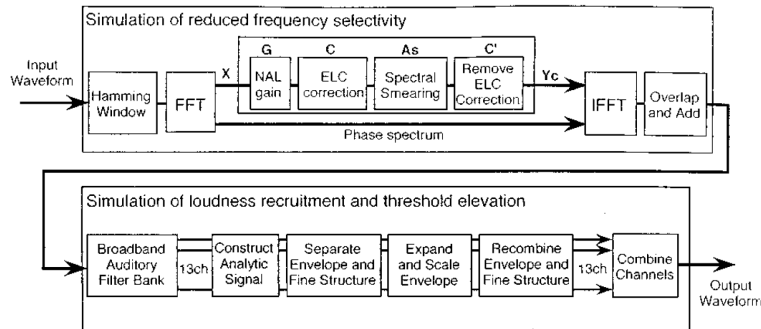 Simulation of reduced frequency selectivity
G C As C'
Input
Waveform
Hamming
Window
FFT
X
NAL
gain
ELC
correction
Spectral
Smearing
Remove
ELC
Correction
Yc
Phase spectrum
IFFT
Overlap
and Add
Simulation of loudness recruitment and threshold elevation
Broadband
Auditory
Filter Bank
13ch
Construct
Analytic
Signal
Separate
Envelope and
Fine Structure
Expand
and Scale
Envelope
Recombine
Envelope and
Fine Structure
13ch
Combine
Channels
Output
Waveform